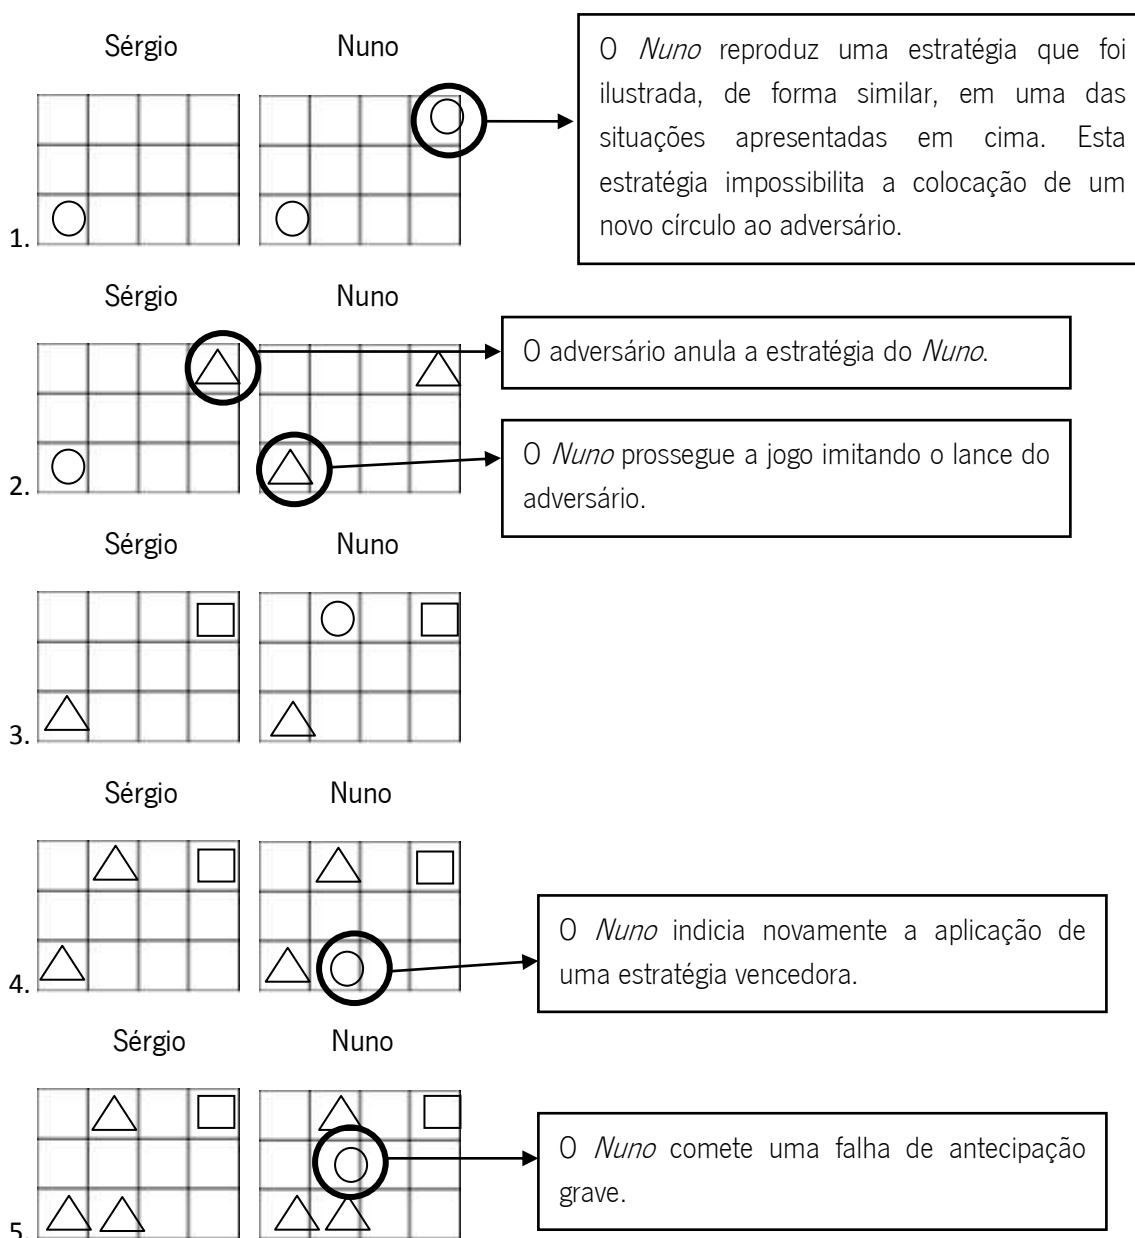 Sérgio Nuno
O Nuno reproduz uma estratégia que foi
ilustrada, de forma similar, em uma das
situações apresentadas em cima. Esta
estratégia impossibilita a colocação de um
novo círculo ao adversário.
1.
Sérgio Nuno
O adversário anula a estratégia do Nuno.
O Nuno prossegue a jogo imitando o lance do
adversário.
2.
Sérgio Nuno
3.
Sérgio Nuno
O Nuno indicia novamente a aplicação de
uma estratégia vencedora.
4.
Sérgio Nuno
O Nuno comete uma falha de antecipação
grave.
5.